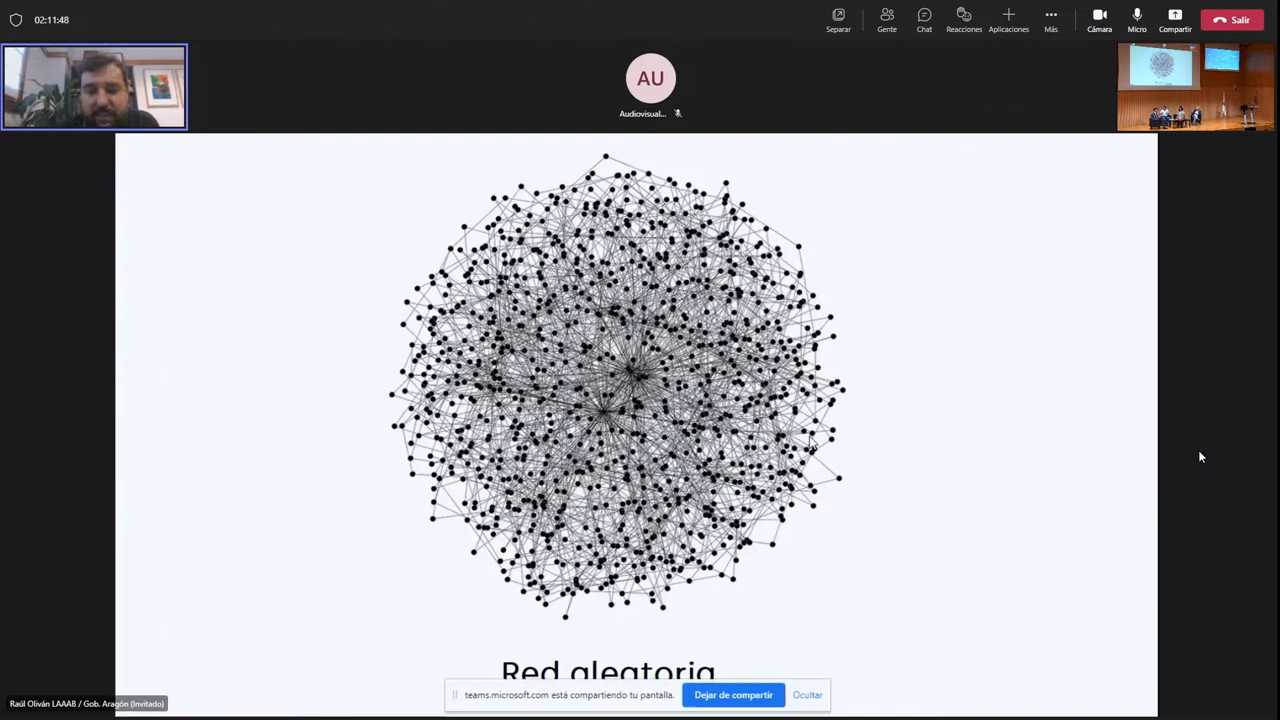 02:11:48
Separar
Gente
Chat
Reacciones
Aplicaciones
Más
Cámara
Micro
Compartir
Salir
AU
Audiovisual...
Red aleatoria
teams.microsoft.com está compartiendo tu pantalla.
Dejar de compartir
Ocultar
Raúl Oliván LAAAB / Gob. Aragón (Invitado)